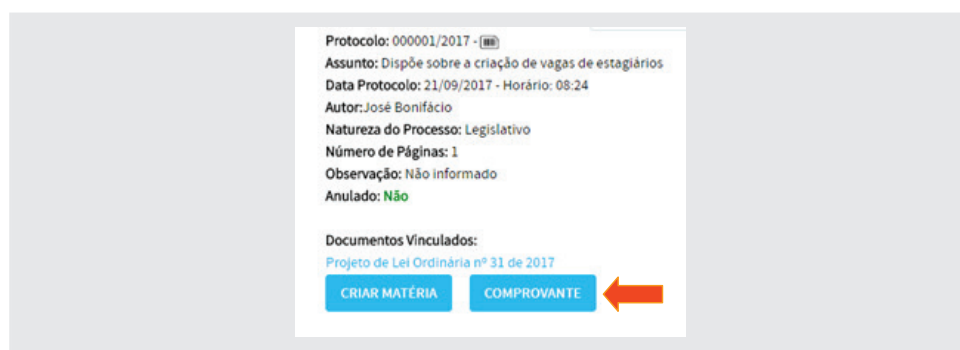 Protocolo: 000001/2017 -
Assunto: Dispõe sobre a criação de vagas de estagiários
Data Protocolo: 21/09/2017 - Horário: 08:24
Autor:José Bonifácio
Natureza do Processo: Legislativo
Número de Páginas: 1
Observação: Não informado
Anulado: Não
Documentos Vinculados:
Projeto de Lei Ordinária nº 31 de 2017
CRIAR MATÉRIA COMPROVANTE